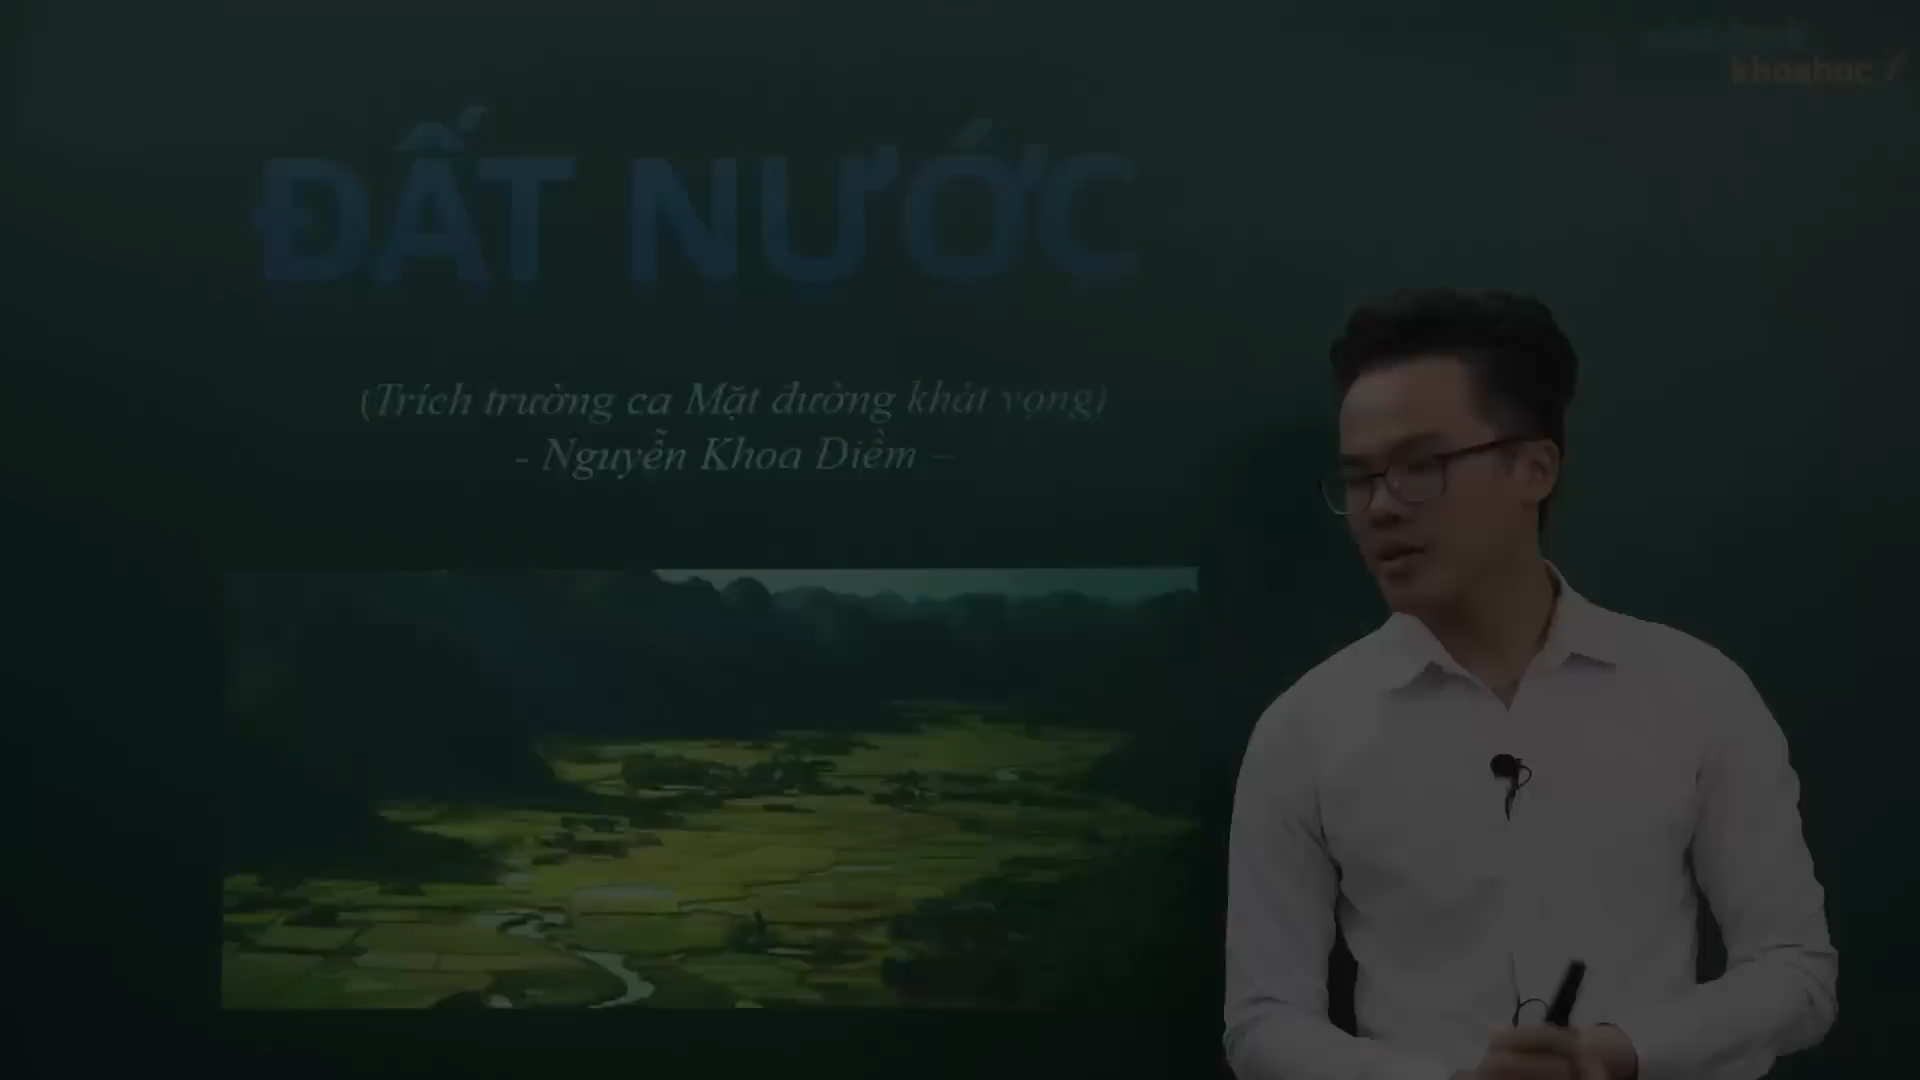 khoahoc
ĐẤT NƯỚC
(Trích trường ca Mặt đường khát vọng)
- Nguyễn Khoa Điềm –